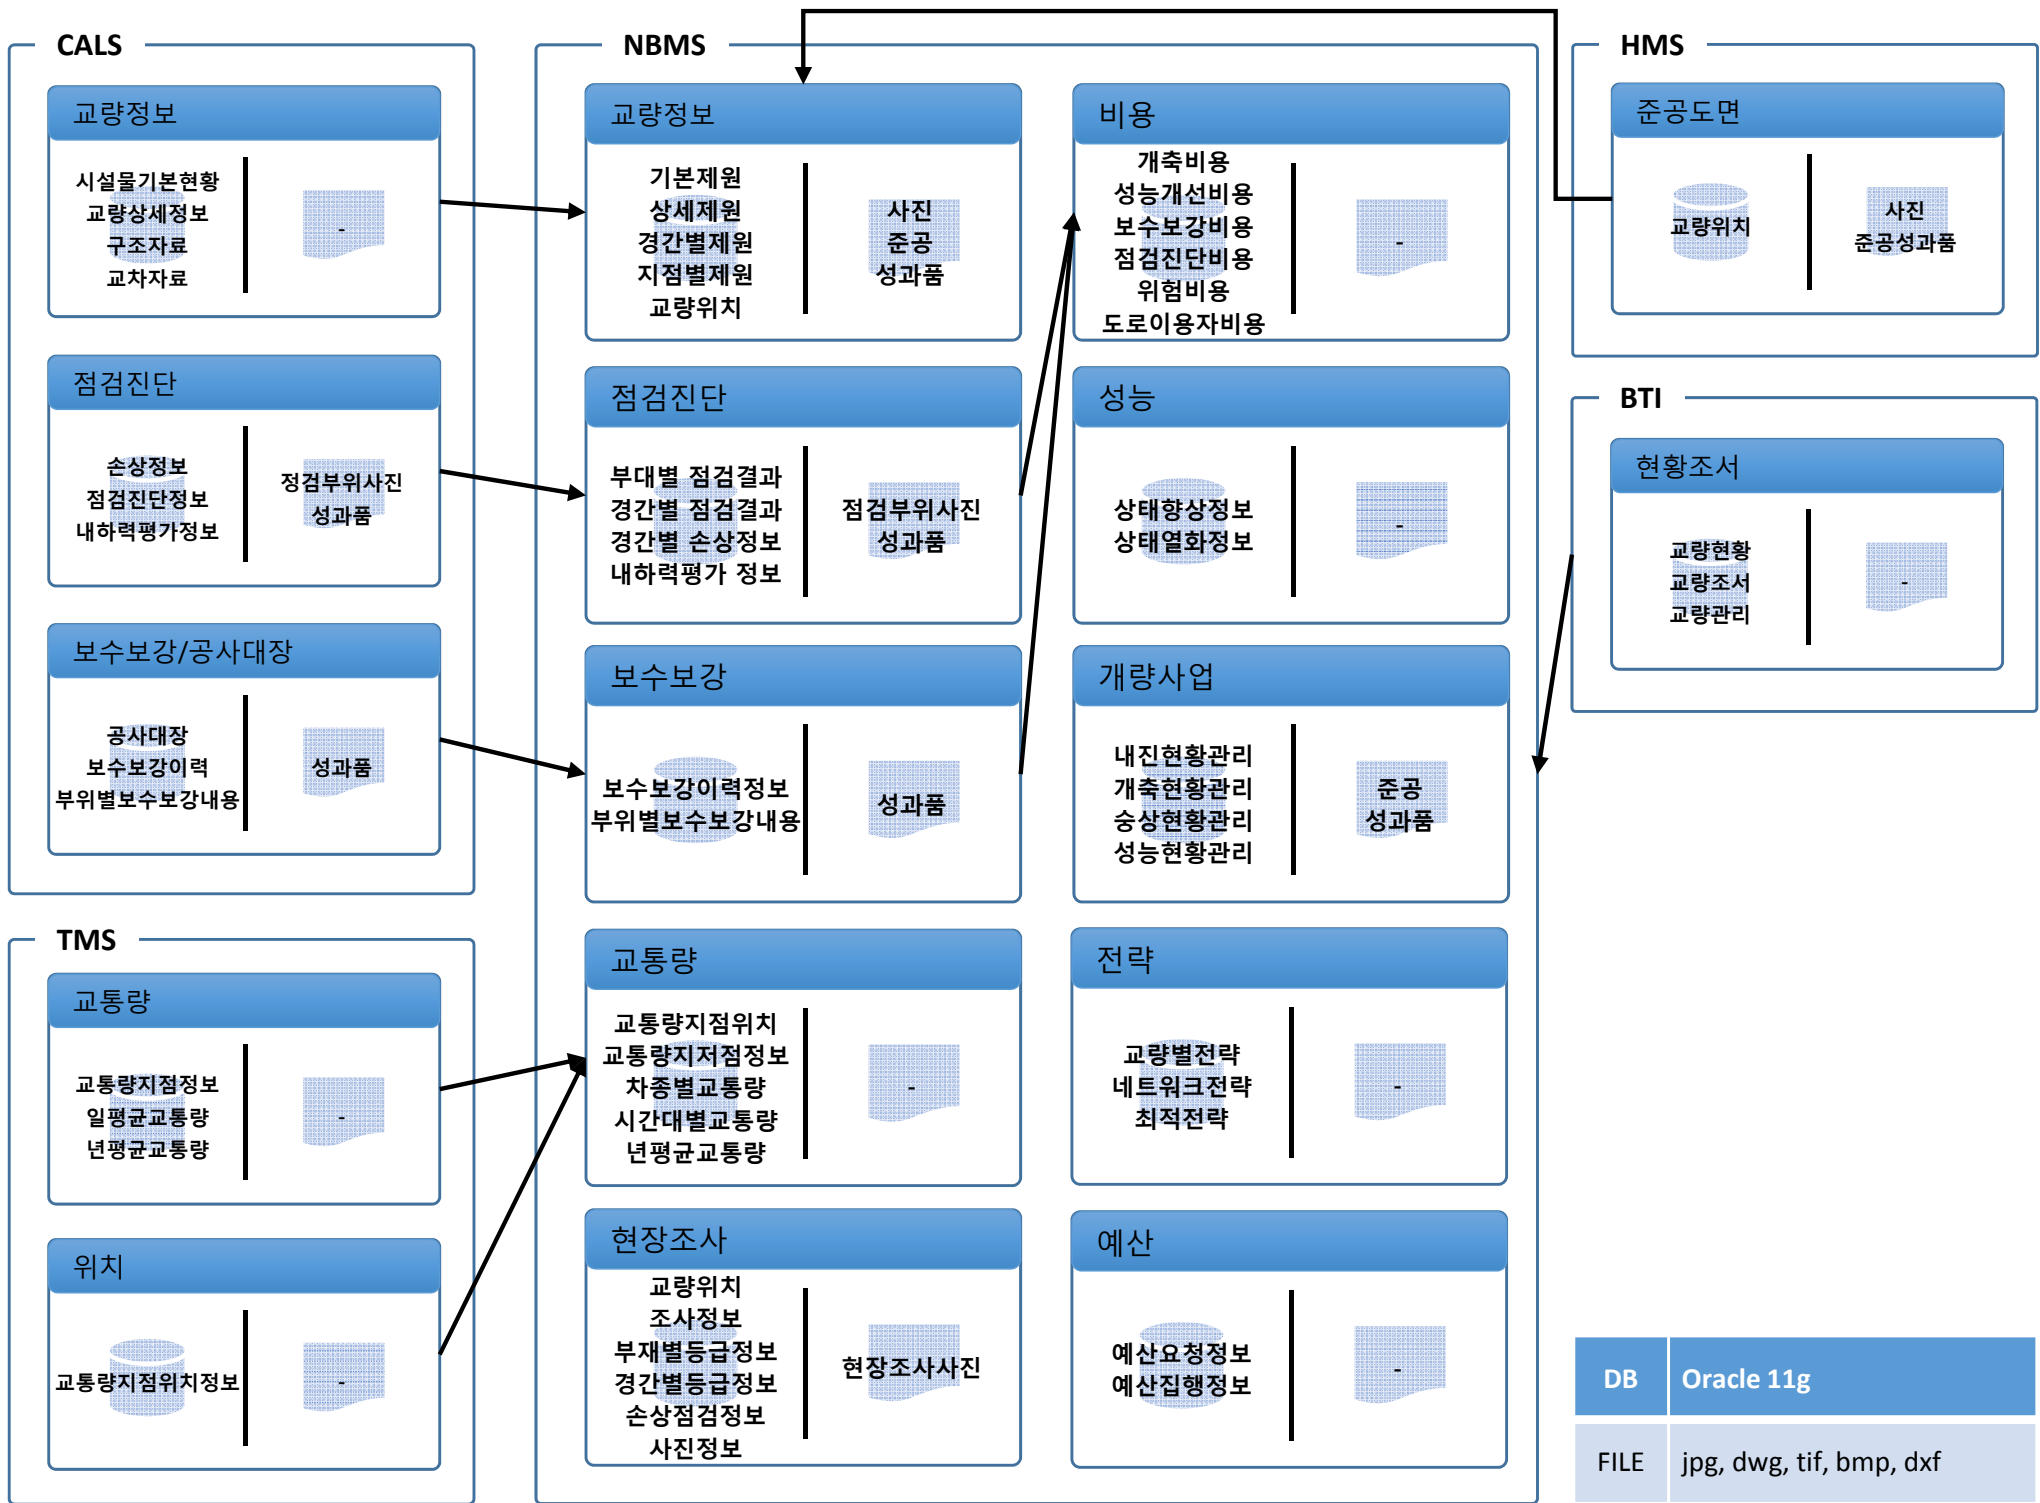 CALS
교량정보
시설물기본현황
교량상세정보
구조자료
교차자료
-
점검진단
손상정보
점검진단정보
내하력평가정보
정검부위사진
성과품
보수보강/공사대장
공사대장
보수보강이력
부위별보수보강내용
성과품
TMS
교통량
교통량지점정보
일평균교통량
년평균교통량
-
위치
교통량지점위치정보
-
NBMS
교량정보
기본제원
상세제원
경간별제원
지점별제원
교량위치
사진
준공
성과품
점검진단
부대별 점검결과
경간별 점검결과
경간별 손상정보
내하력평가 정보
점검부위사진
성과품
보수보강
보수보강이력정보
부위별보수보강내용
성과품
교통량
교통량지점위치
교통량지저점정보
차종별교통량
시간대별교통량
년평균교통량
-
현장조사
교량위치
조사정보
부재별등급정보
경간별등급정보
손상점검정보
사진정보
현장조사사진
비용
개축비용
성능개선비용
보수보강비용
점검진단비용
위험비용
도로이용자비용
-
성능
상태향상정보
상태열화정보
-
개량사업
내진현황관리
개축현황관리
숭상현황관리
성능현황관리
준공
성과품
전략
교량별전략
네트워크전략
최적전략
-
예산
예산요청정보
예산집행정보
-
HMS
준공도면
교량위치
사진
준공성과품
BTI
현황조서
교량현황
교량조서
교량관리
-
DB Oracle 11g
FILE jpg, dwg, tif, bmp, dxf